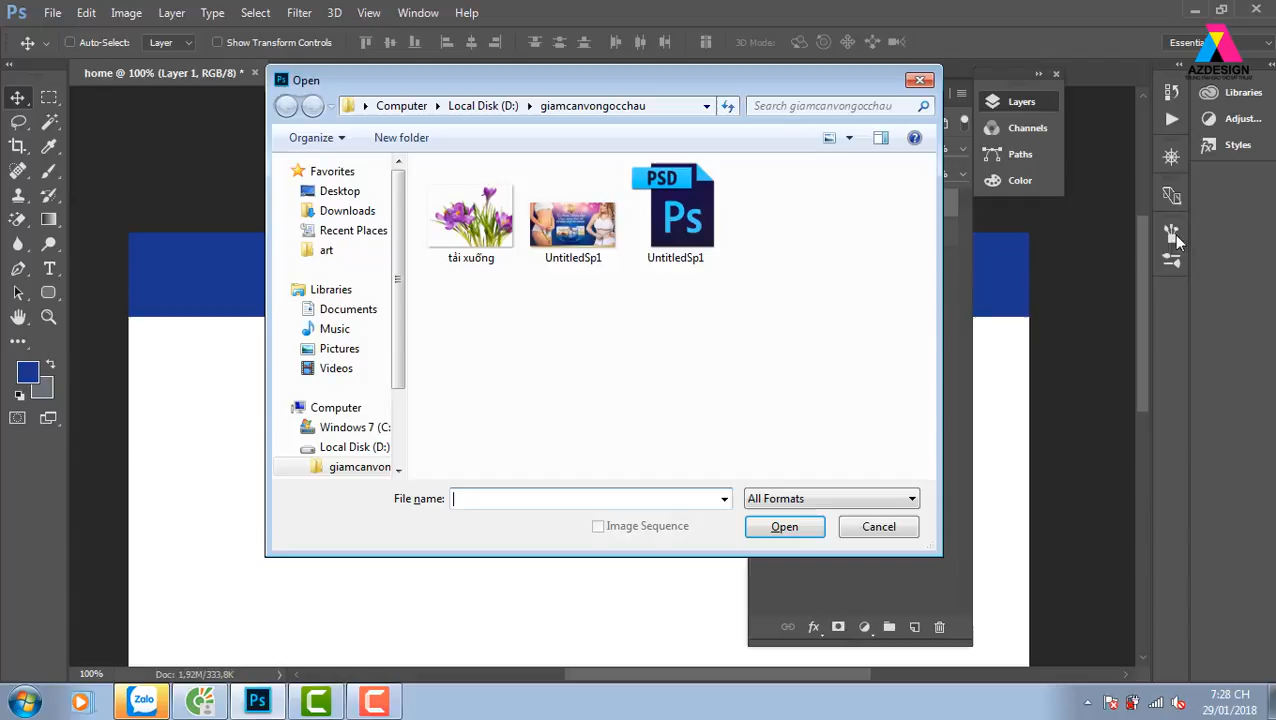 Ps File Edit Image Layer Type Select Filter 3D View Window Help
Auto-Select: Layer Show Transform Controls 3D Mode: Essentia
AZDESIGN
home @ 100% (Layer 1, RGB/8) *
Ps Open
Computer Local Disk (D:) giamcanvongocchau Search giamcanvongocchau
Organize New folder
Favorites
Desktop
Downloads
Recent Places
art
Libraries
Documents
Music
Pictures
Videos
Computer
Windows 7 (C:
Local Disk (D:)
giamcanvon
PSD
Ps
tải xuống
UntitledSp1
UntitledSp1
File name: All Formats
Image Sequence Open Cancel
Layers
Channels
Paths
Color
Libraries
Adjust...
Styles
fx
100% Doc: 1,92M/333,8K
Zalo Ps
7:28 CH
29/01/2018